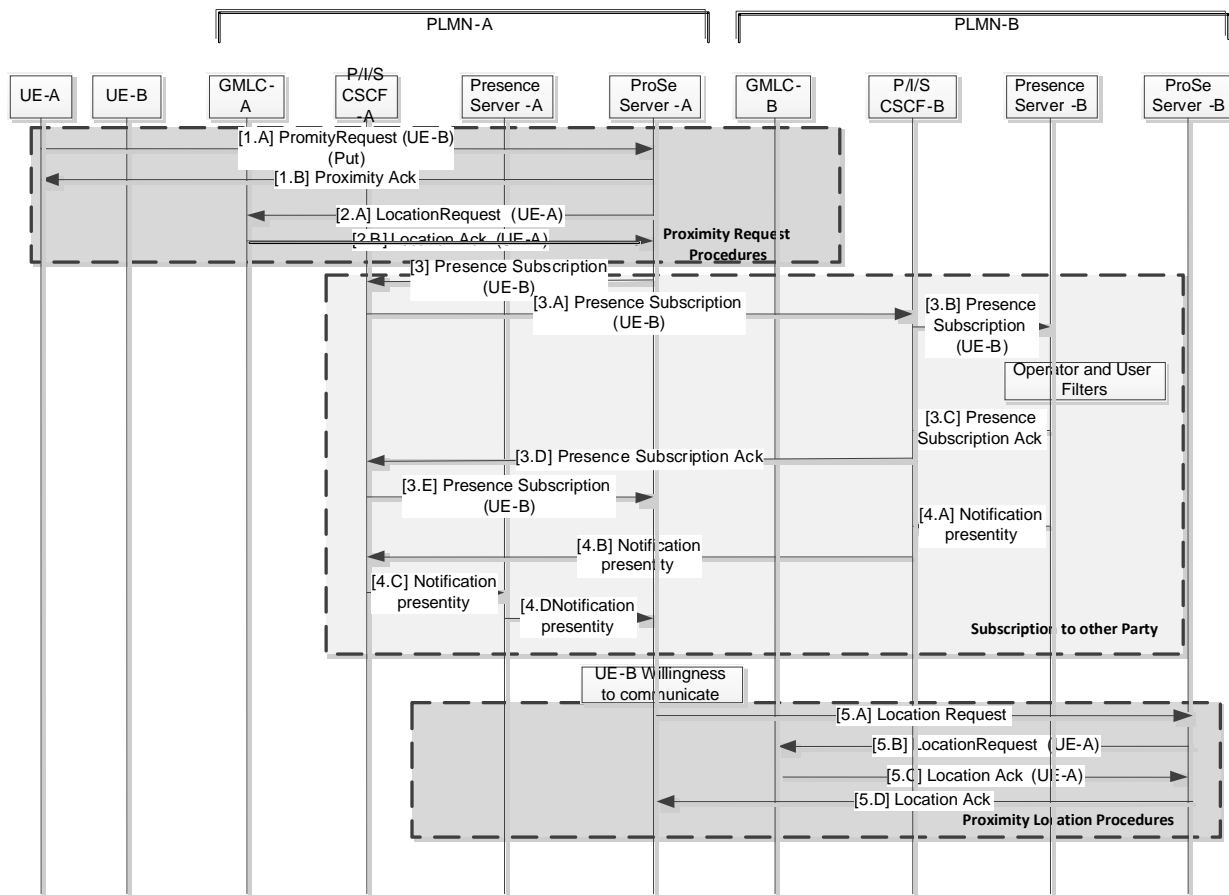 PLMN-A
PLMN-B
UE-A
UE-B
GMLC-
A
P/I/S
CSCF
-A
Presence
Server -A
ProSe
Server -A
GMLC-
B
P/I/S
CSCF-B
Presence
Server -B
ProSe
Server -B
[1.A] PromityRequest (UE-B)
(Put)
[1.B] Proximity Ack
[2.A] LocationRequest (UE-A)
[2.B] Location Ack (UE-A)
Proximity Request
Procedures
[3] Presence Subscription
(UE-B)
[3.A] Presence Subscription
(UE-B)
[3.B] Presence
Subscription
(UE-B)
Operator and User
Filters
[3.C] Presence
Subscription Ack
[3.D] Presence Subscription Ack
[3.E] Presence Subscription
(UE-B)
[4.A] Notification
presentity
[4.B] Notification
presentity
[4.C] Notification
presentity
[4.DNotification
presentity
Subscription to other Party
UE-B Willingness
to communicate
[5.A] Location Request
[5.B] LocationRequest (UE-A)
[5.C] Location Ack (UE-A)
[5.D] Location Ack
Proximity Location Procedures